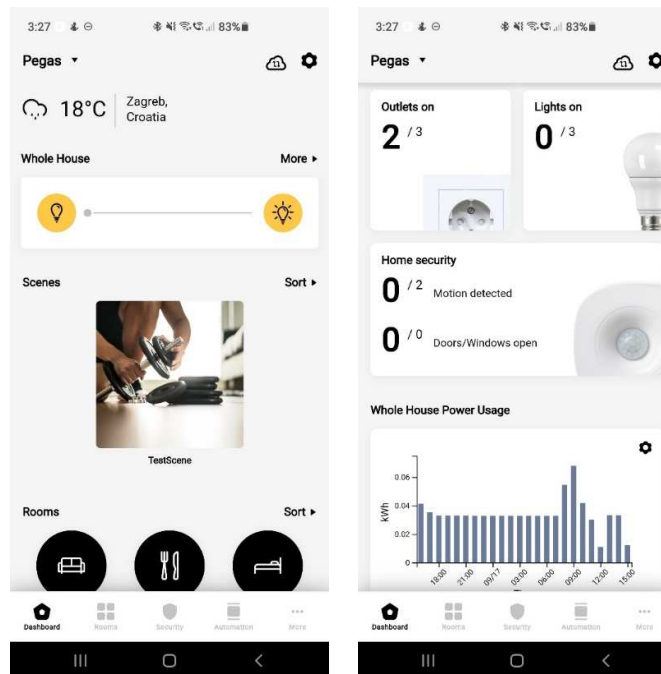 3:27
83%
Pegas
18°C
Zagreb,
Croatia
Whole House
More
Scenes
Sort
TestScene
Rooms
Sort
Dashboard
Rooms
Security
Automation
More
3:27
83%
Pegas
Outlets on
2 / 3
Lights on
0 / 3
Home security
0 / 2 Motion detected
0 / 0 Doors/Windows open
Whole House Power Usage
kWh
0.06
0.04
0.02
0
18:00
21:00
09/17
03:00
06:00
09:00
12:00
15:00
Dashboard
Rooms
Security
Automation
More